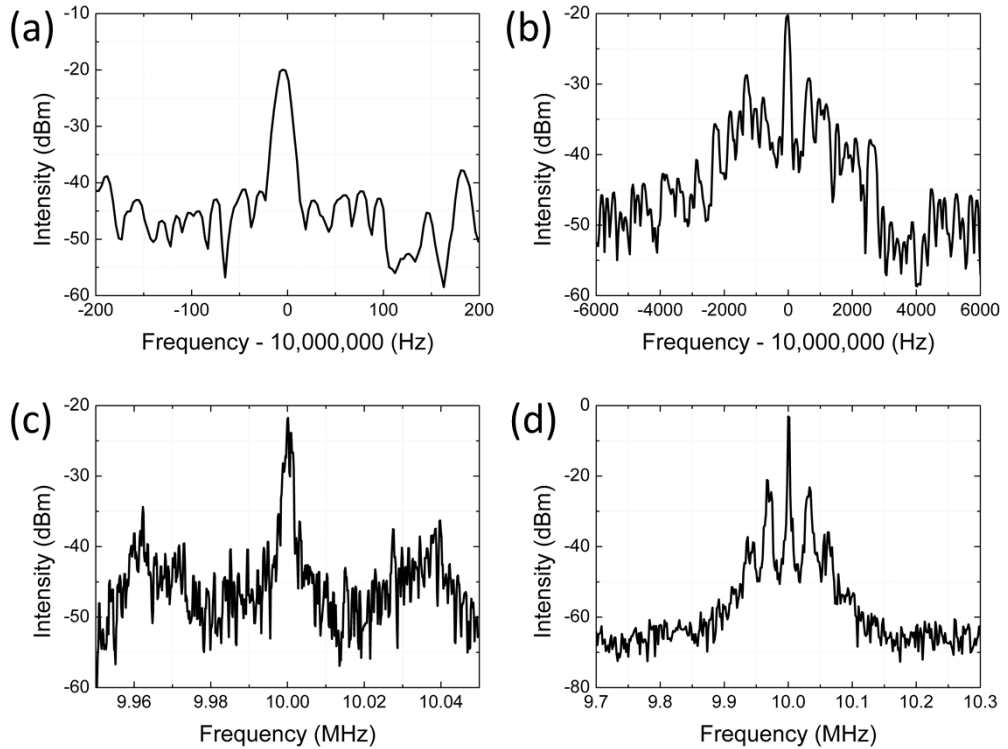 (a)
-10
-20
-30
-40
-50
-60
Intensity (dBm)
-200 -100 0 100 200
Frequency - 10,000,000 (Hz)
(b)
-20
-30
-40
-50
-60
Intensity (dBm)
-6000 -4000 -2000 0 2000 4000 6000
Frequency - 10,000,000 (Hz)
(c)
-20
-30
-40
-50
-60
Intensity (dBm)
9.96 9.98 10.00 10.02 10.04
Frequency (MHz)
(d)
0
-20
-40
-60
-80
Intensity (dBm)
9.7 9.8 9.9 10.0 10.1 10.2 10.3
Frequency (MHz)